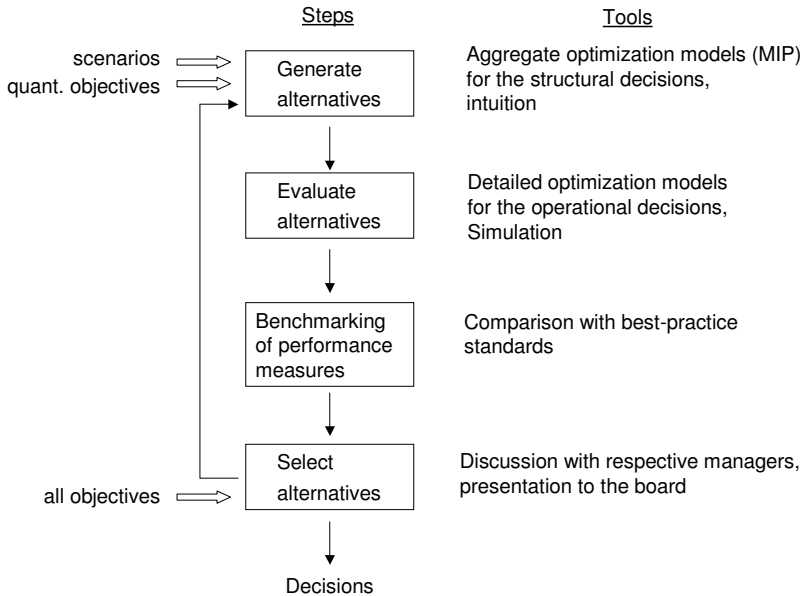 Steps
Tools
scenarios
quant. objectives
Generate
alternatives
Aggregate optimization models (MIP)
for the structural decisions,
intuition
Evaluate
alternatives
Detailed optimization models
for the operational decisions,
Simulation
Benchmarking
of performance
measures
Comparison with best-practice
standards
all objectives
Select
alternatives
Discussion with respective managers,
presentation to the board
Decisions